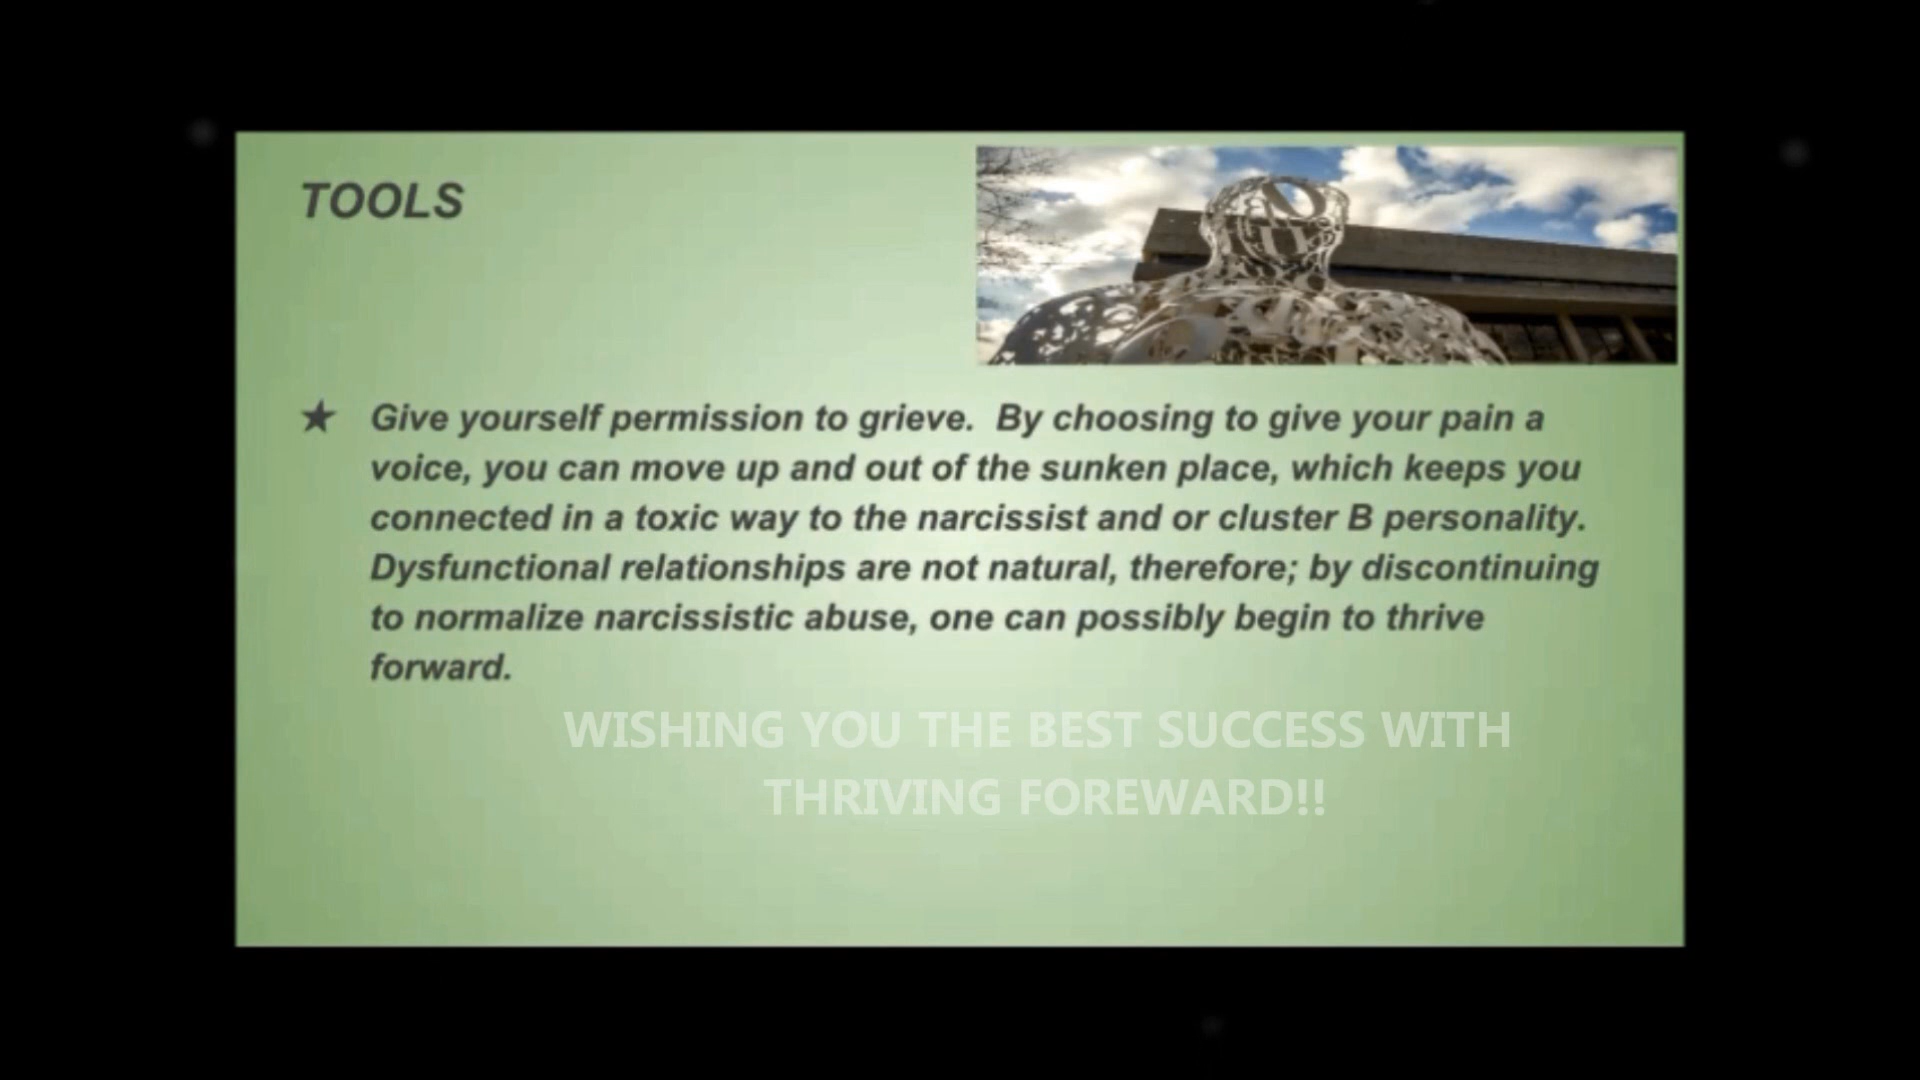 TOOLS
★ Give yourself permission to grieve.  By choosing to give your pain a
voice, you can move up and out of the sunken place, which keeps you
connected in a toxic way to the narcissist and or cluster B personality.
Dysfunctional relationships are not natural, therefore; by discontinuing
to normalize narcissistic abuse, one can possibly begin to thrive
forward.
WISHING YOU THE BEST SUCCESS WITH
THRIVING FOREWARD!!